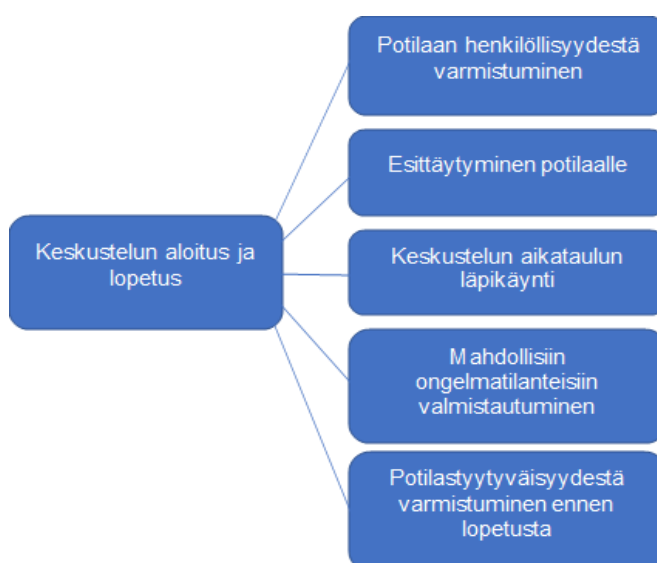 Keskustelun aloitus ja
lopetus
Potilaan henkilöllisyydestä
varmistuminen
Esittäytyminen potilaalle
Keskustelun aikataulun
läpikäynti
Mahdollisiin
ongelmatilanteisiin
valmistautuminen
Potilastyytyväisyydestä
varmistuminen ennen
lopetusta